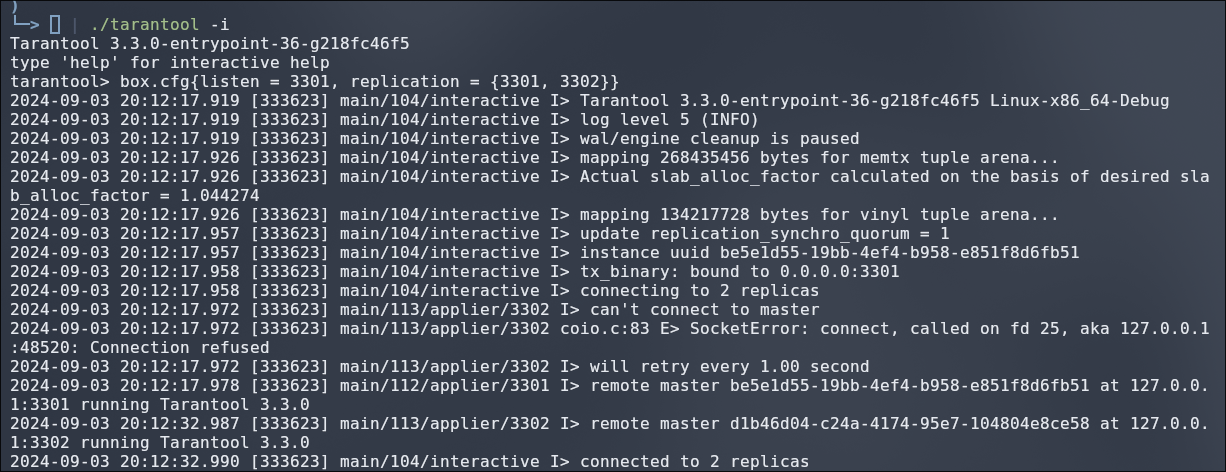 )
└─> | ./tarantool -i
Tarantool 3.3.0-entrypoint-36-g218fc46f5
type 'help' for interactive help
tarantool> box.cfg{listen = 3301, replication = {3301, 3302}}
2024-09-03 20:12:17.919 [333623] main/104/interactive I> Tarantool 3.3.0-entrypoint-36-g218fc46f5 Linux-x86_64-Debug
2024-09-03 20:12:17.919 [333623] main/104/interactive I> log level 5 (INFO)
2024-09-03 20:12:17.919 [333623] main/104/interactive I> wal/engine cleanup is paused
2024-09-03 20:12:17.926 [333623] main/104/interactive I> mapping 268435456 bytes for memtx tuple arena...
2024-09-03 20:12:17.926 [333623] main/104/interactive I> Actual slab_alloc_factor calculated on the basis of desired sla
b_alloc_factor = 1.044274
2024-09-03 20:12:17.926 [333623] main/104/interactive I> mapping 134217728 bytes for vinyl tuple arena...
2024-09-03 20:12:17.957 [333623] main/104/interactive I> update replication_synchro_quorum = 1
2024-09-03 20:12:17.957 [333623] main/104/interactive I> instance uuid be5e1d55-19bb-4ef4-b958-e851f8d6fb51
2024-09-03 20:12:17.958 [333623] main/104/interactive I> tx_binary: bound to 0.0.0.0:3301
2024-09-03 20:12:17.958 [333623] main/104/interactive I> connecting to 2 replicas
2024-09-03 20:12:17.972 [333623] main/113/applier/3302 I> can't connect to master
2024-09-03 20:12:17.972 [333623] main/113/applier/3302 coio.c:83 E> SocketError: connect, called on fd 25, aka 127.0.0.1
:48520: Connection refused
2024-09-03 20:12:17.972 [333623] main/113/applier/3302 I> will retry every 1.00 second
2024-09-03 20:12:17.978 [333623] main/112/applier/3301 I> remote master be5e1d55-19bb-4ef4-b958-e851f8d6fb51 at 127.0.0.
1:3301 running Tarantool 3.3.0
2024-09-03 20:12:32.987 [333623] main/113/applier/3302 I> remote master d1b46d04-c24a-4174-95e7-104804e8ce58 at 127.0.0.
1:3302 running Tarantool 3.3.0
2024-09-03 20:12:32.990 [333623] main/104/interactive I> connected to 2 replicas